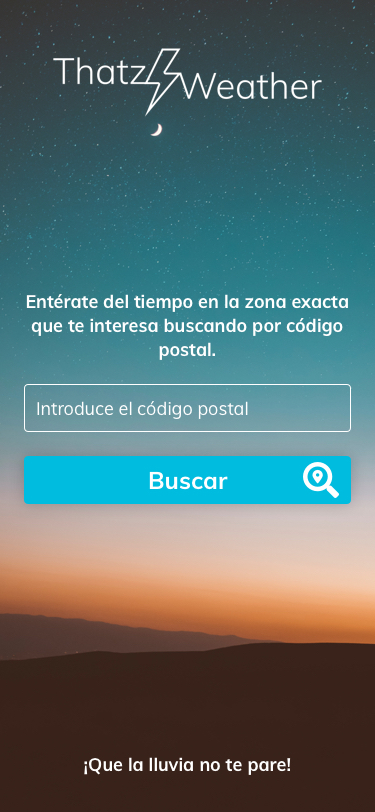 Thatz Weather
Entérate del tiempo en la zona exacta
que te interesa buscando por código
postal.
Introduce el código postal
Buscar
¡Que la lluvia no te pare!